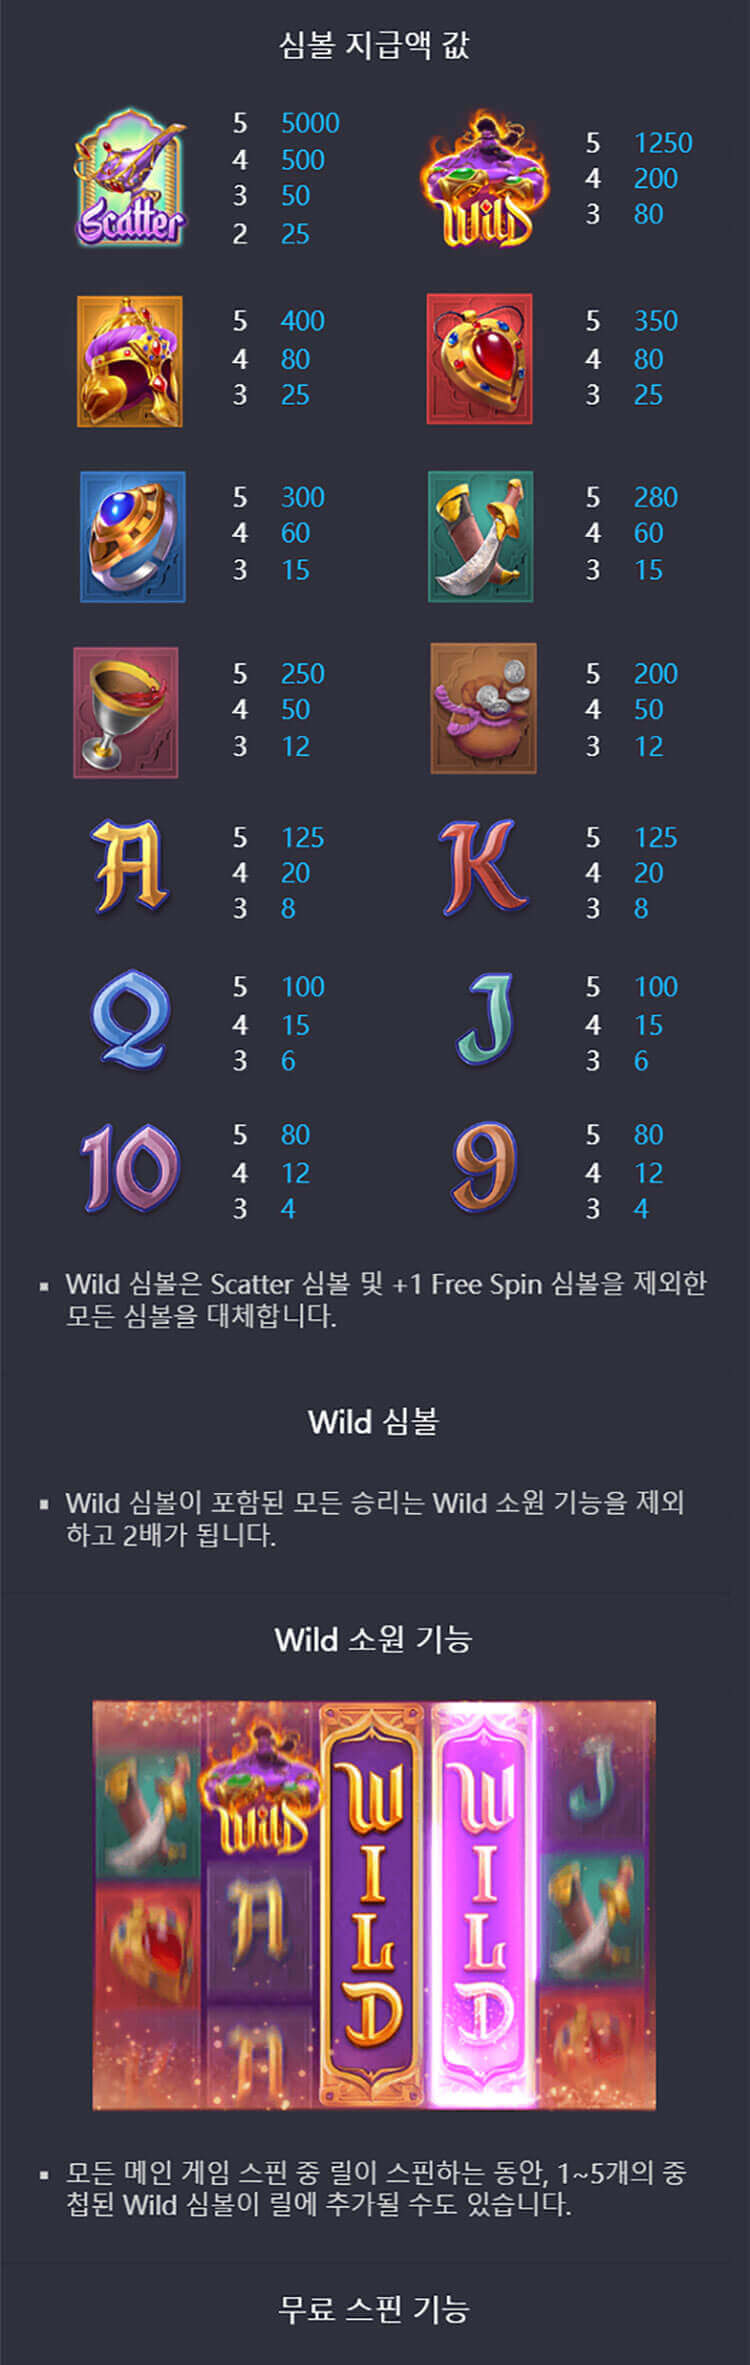 심볼 지급액 값
Scatter
5 5000
4 500
3 50
2 25
WILD
5 1250
4 200
3 80
5 400
4 80
3 25
5 350
4 80
3 25
5 300
4 60
3 15
5 280
4 60
3 15
5 250
4 50
3 12
5 200
4 50
3 12
A
5 125
4 20
3 8
K
5 125
4 20
3 8
Q
5 100
4 15
3 6
J
5 100
4 15
3 6
10
5 80
4 12
3 4
9
5 80
4 12
3 4
▪ Wild 심볼은 Scatter 심볼 및 +1 Free Spin 심볼을 제외한
모든 심볼을 대체합니다.
Wild 심볼
▪ Wild 심볼이 포함된 모든 승리는 Wild 소원 기능을 제외
하고 2배가 됩니다.
Wild 소원 기능
WILD
A
A
WILD
WILD
J
▪ 모든 메인 게임 스핀 중 릴이 스핀하는 동안, 1~5개의 중
첩된 Wild 심볼이 릴에 추가될 수도 있습니다.
무료 스핀 기능